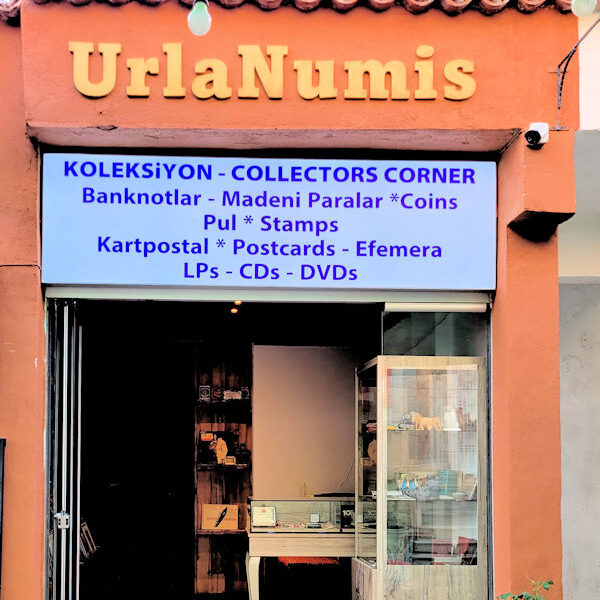 UrlaNumis
KOLEKSiYON - COLLECTORS CORNER
Banknotlar - Madeni Paralar *Coins
Pul * Stamps
Kartpostal * Postcards - Efemera
LPs - CDs - DVDs